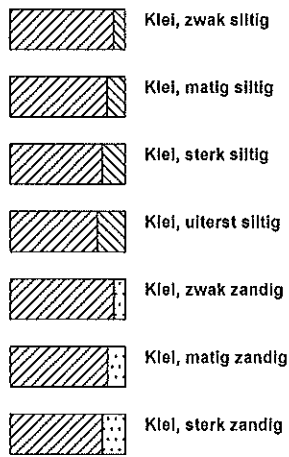 Klei, zwak siltig
Klei, matig siltig
Klei, sterk siltig
Klei, uiterst siltig
Klei, zwak zandig
Klei, matig zandig
Klei, sterk zandig